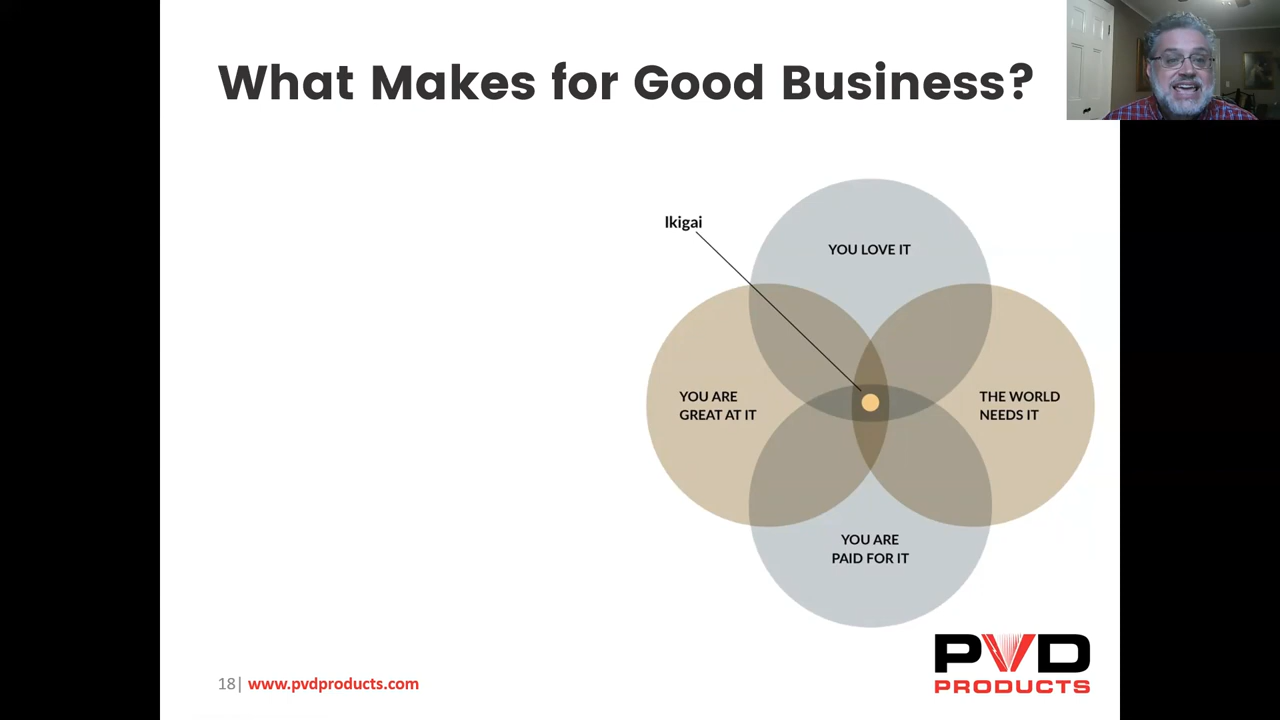 What Makes for Good Business?
Ikigai
YOU LOVE IT
YOU ARE
GREAT AT IT
THE WORLD
NEEDS IT
YOU ARE
PAID FOR IT
PVD
PRODUCTS
18| www.pvdproducts.com